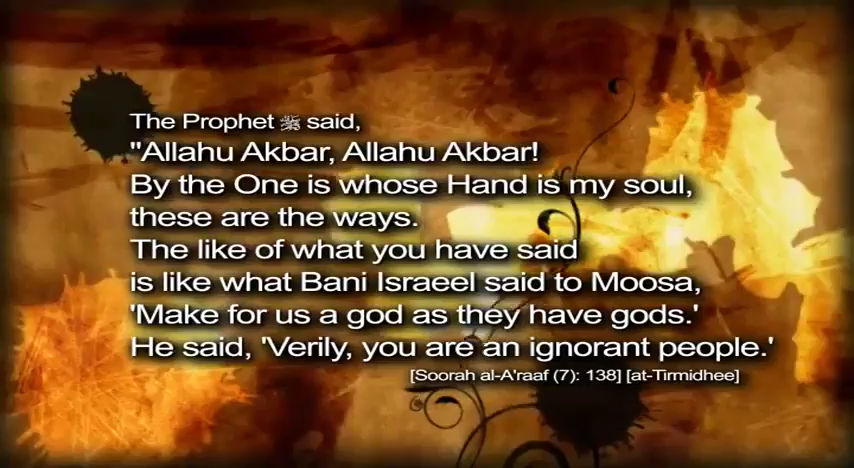 The Prophet ﷺ said,
"Allahu Akbar, Allahu Akbar!
By the One is whose Hand is my soul,
these are the ways.
The like of what you have said
is like what Bani Israeel said to Moosa,
'Make for us a god as they have gods.'
He said, 'Verily, you are an ignorant people.'
[Soorah al-A'raaf (7): 138] [at-Tirmidhee]